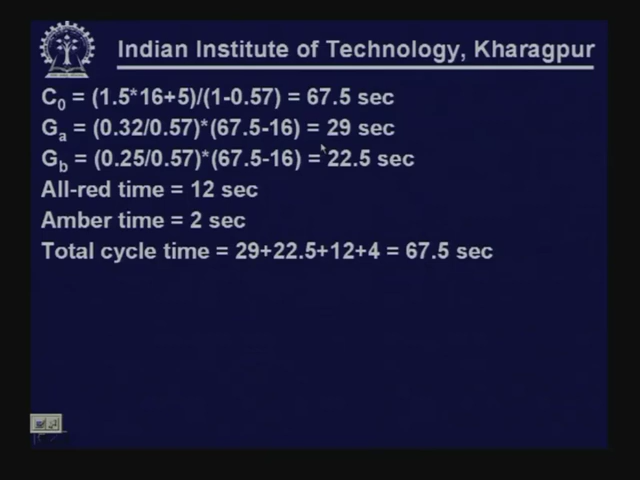 Indian Institute of Technology, Kharagpur
C₀ = (1.5*16+5)/(1-0.57) = 67.5 sec
Gₐ = (0.32/0.57)*(67.5-16) = 29 sec
G_b = (0.25/0.57)*(67.5-16) = 22.5 sec
All-red time = 12 sec
Amber time = 2 sec
Total cycle time = 29+22.5+12+4 = 67.5 sec